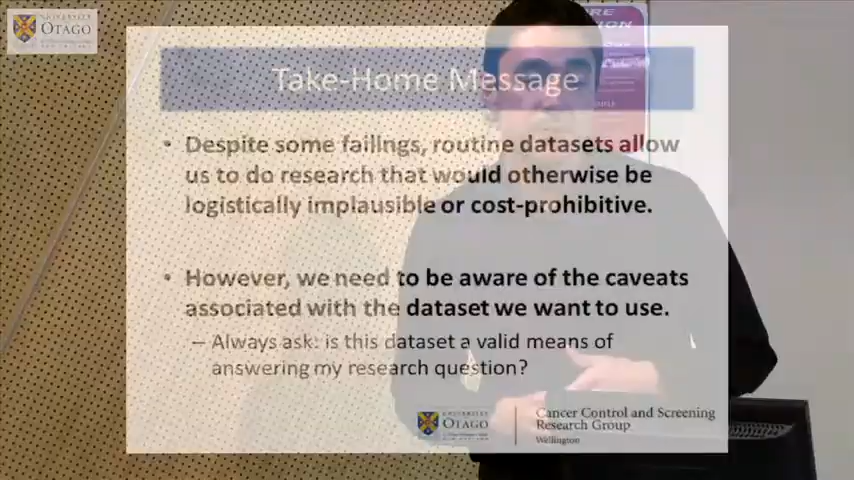 UNIVERSITY
OTAGO
Take-Home Message
• Despite some failings, routine datasets allow
us to do research that would otherwise be
logistically implausible or cost-prohibitive.
• However, we need to be aware of the caveats
associated with the dataset we want to use.
– Always ask: is this dataset a valid means of
answering my research question?
UNIVERSITY
OTAGO
Cancer Control and Screening
Research Group
Wellington